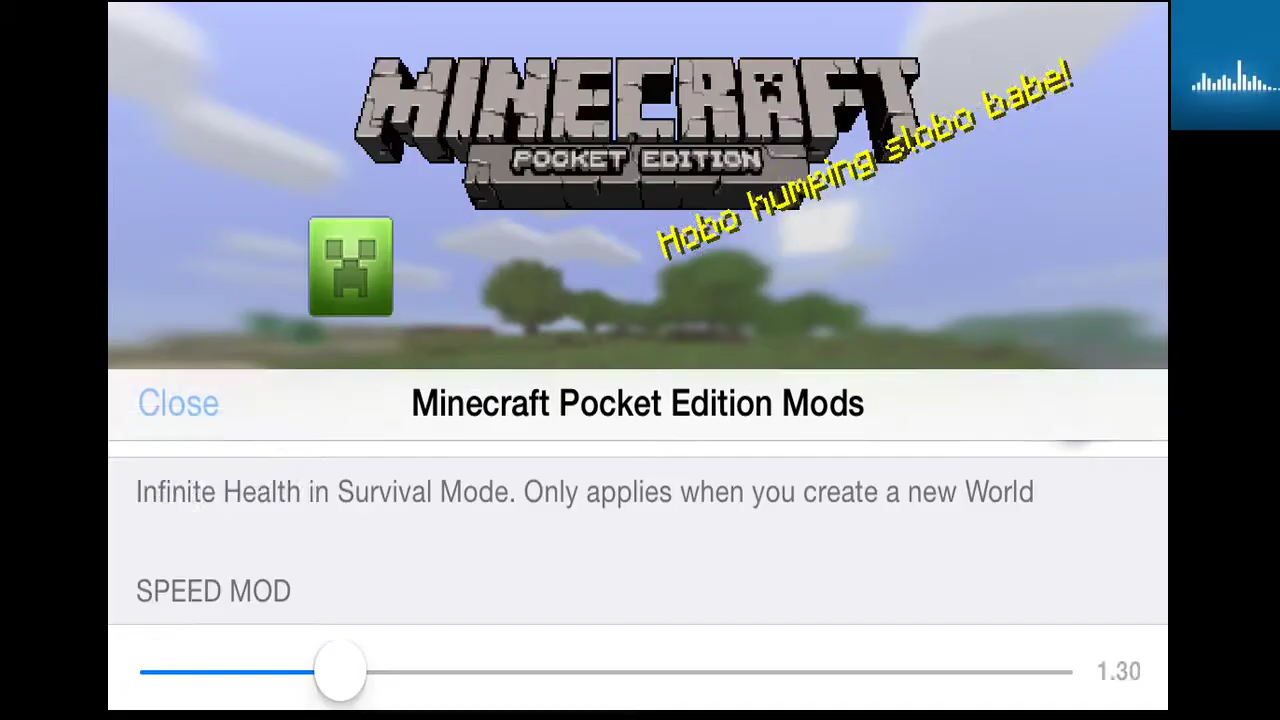 MINECRAFT
POCKET EDITION
Hobo humping slobo babe!
Close
Minecraft Pocket Edition Mods
Infinite Health in Survival Mode. Only applies when you create a new World
SPEED MOD
1.30